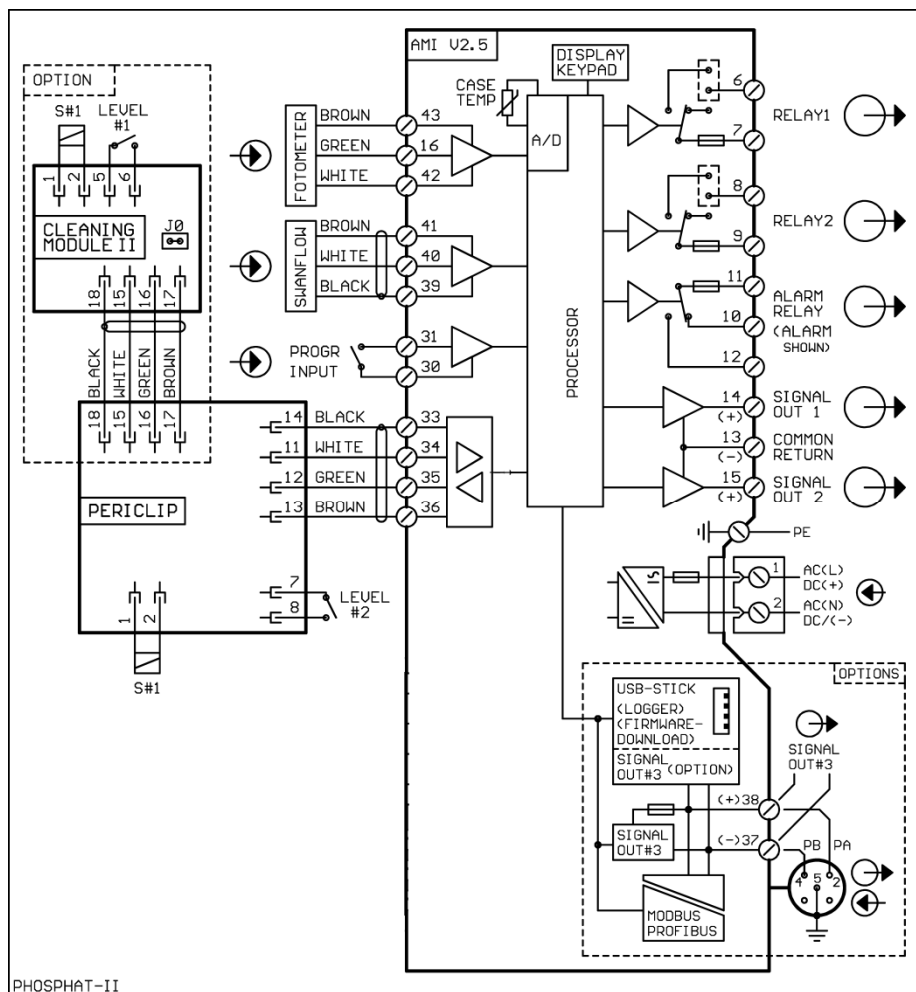 AMI V2.5
DISPLAY
KEYPAD
OPTION
S#1
LEVEL
#1
1
2
5
6
CLEANING
MODULE II
J0
18
15
16
17
BLACK
WHITE
GREEN
BROWN
18
15
16
17
PERICLIP
14
BLACK
33
11
WHITE
34
12
GREEN
35
13
BROWN
36
7
8
LEVEL
#2
1
2
S#1
FOTOMETER
BROWN
43
GREEN
16
WHITE
42
SWANFLOW
BROWN
41
WHITE
40
BLACK
39
PROGR
INPUT
31
30
CASE
TEMP
A/D
PROCESSOR
6
RELAY1
7
8
RELAY2
9
11
ALARM
RELAY
10
(ALARM
SHOWN)
12
14
(+)
SIGNAL
OUT 1
13
(-)
COMMON
RETURN
15
(+)
SIGNAL
OUT 2
PE
1
AC(L)
DC(+)
2
AC(N)
DC/(-)
OPTIONS
USB-STICK
(LOGGER)
(FIRMWARE-
DOWNLOAD)
SIGNAL
OUT#3 (OPTION)
SIGNAL
OUT#3
(+)38
SIGNAL
OUT#3
(-)37
PB PA
4 5 2
MODBUS
PROFIBUS
PHOSPHAT-II